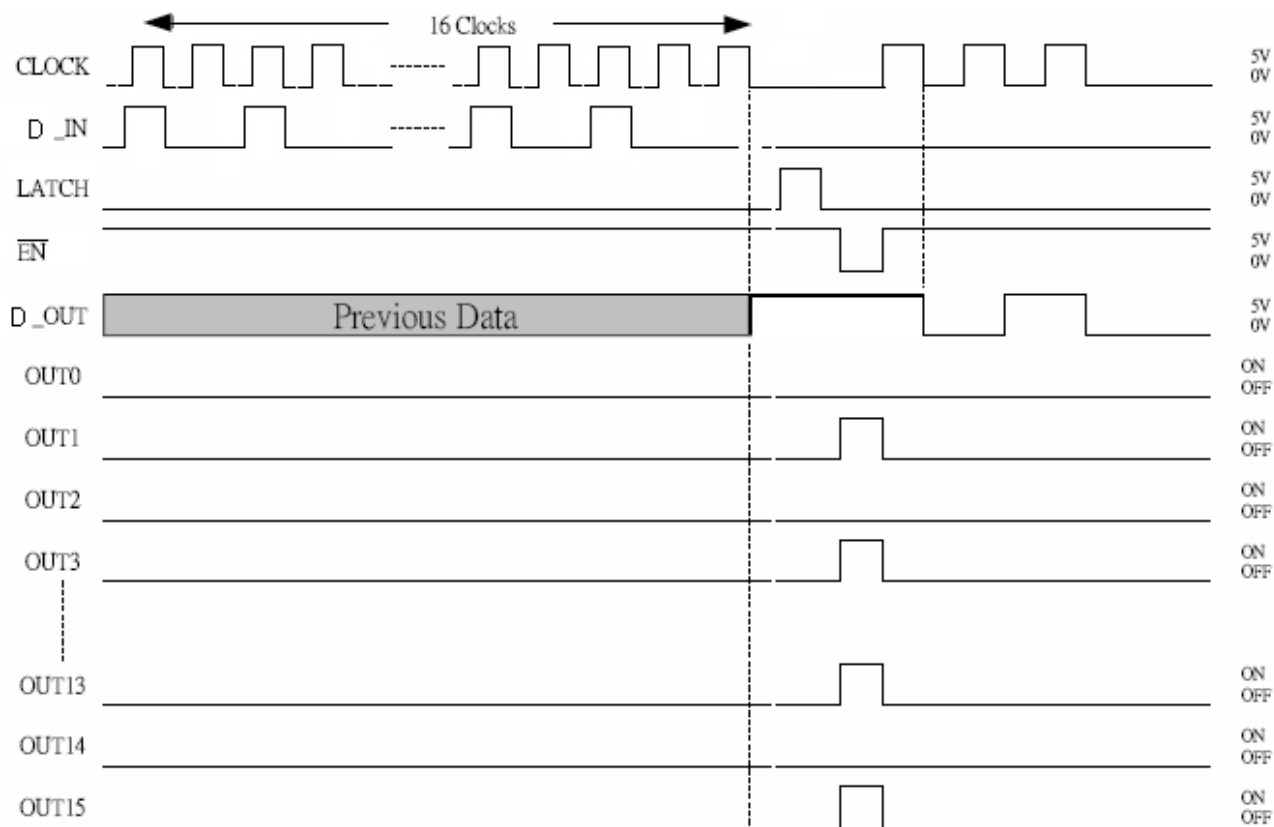 16 Clocks
CLOCK 5V
0V
D _IN 5V
0V
LATCH 5V
0V
EN 5V
0V
D _OUT Previous Data 5V
0V
OUT0 ON
OFF
OUT1 ON
OFF
OUT2 ON
OFF
OUT3 ON
OFF
OUT13 ON
OFF
OUT14 ON
OFF
OUT15 ON
OFF